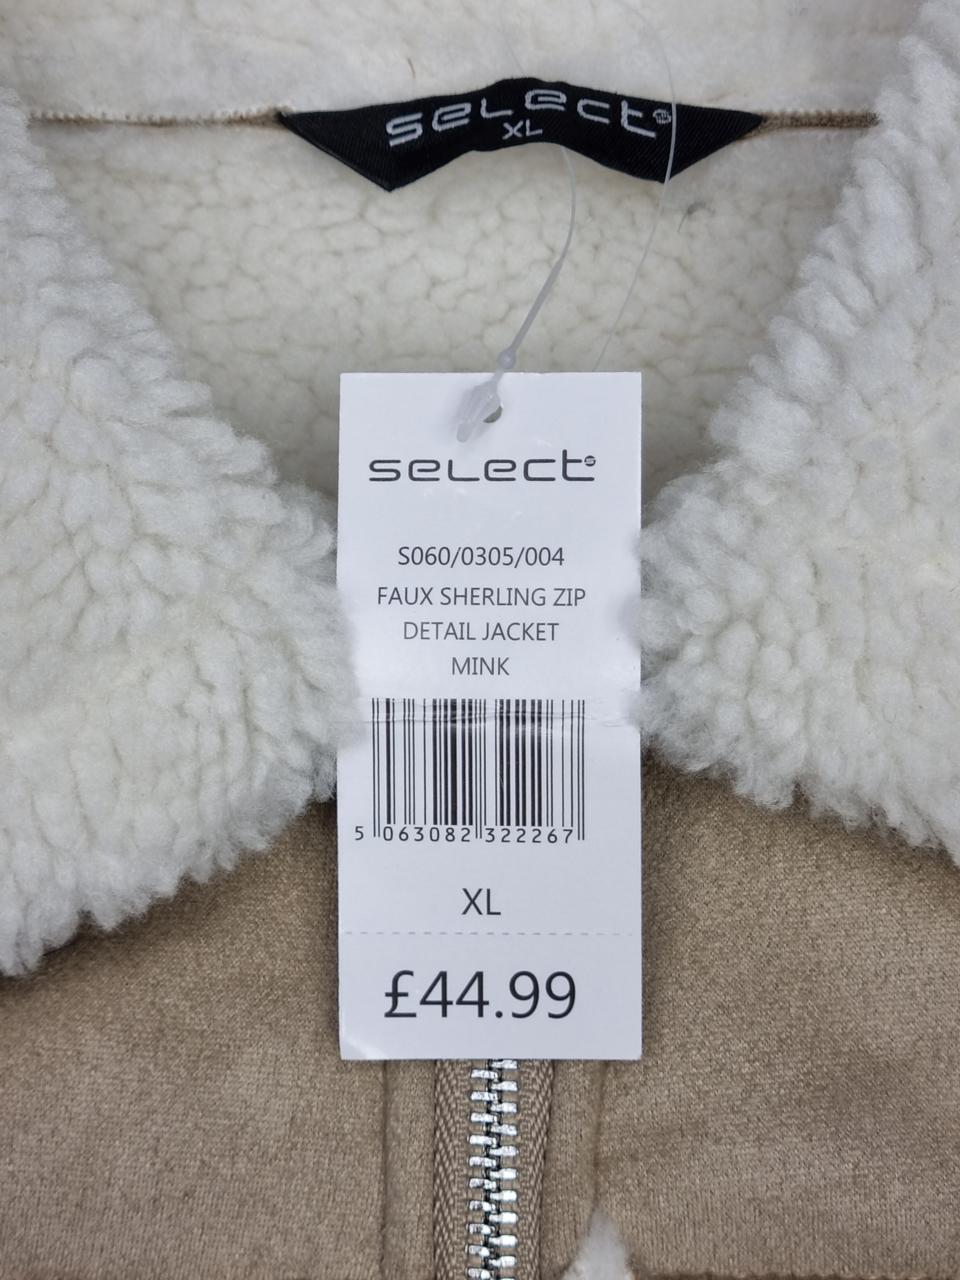 select
XL
select
S060/0305/004
FAUX SHERLING ZIP
DETAIL JACKET
MINK
5 063082 322267
XL
£44.99